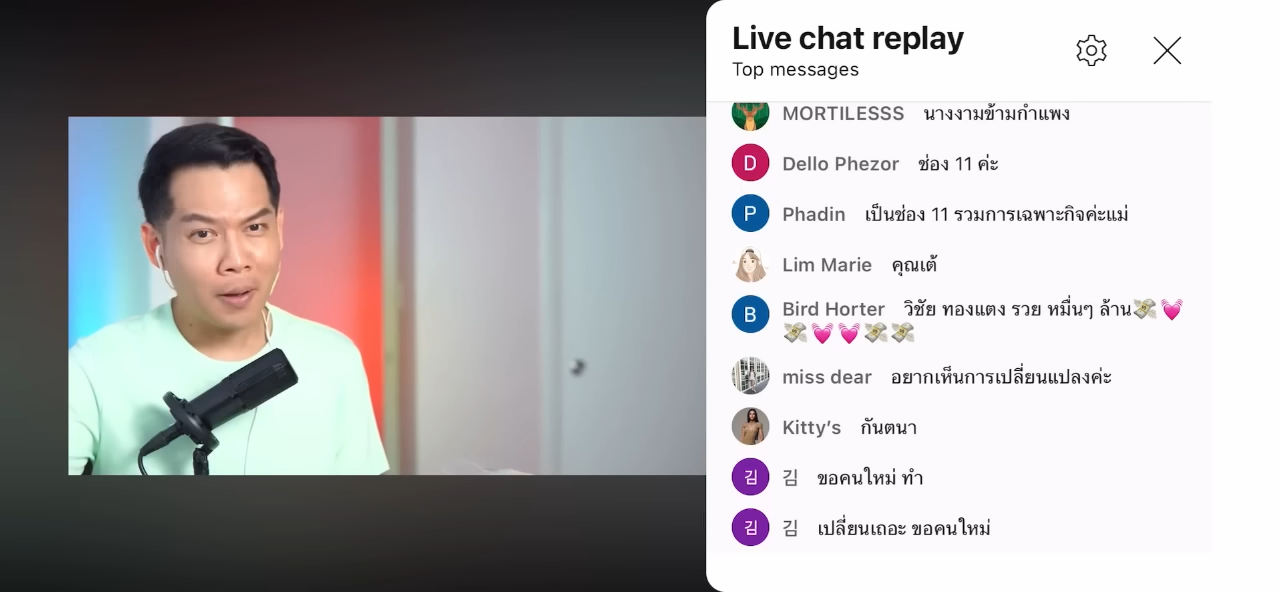 Live chat replay
Top messages
MORTILESSS นางงามข้ามกำแพง
D Dello Phezor ช่อง 11 ค่ะ
P Phadin เป็นช่อง 11 รวมการเฉพาะกิจค่ะแม่
Lim Marie คุณเต้
B Bird Horter วิชัย ทองแตง รวย หมื่นๆ ล้าน💸💓
💸💓💓💸💸
miss dear อยากเห็นการเปลี่ยนแปลงค่ะ
Kitty’s กันตนา
김 김 ขอคนใหม่ ทำ
김 김 เปลี่ยนเถอะ ขอคนใหม่